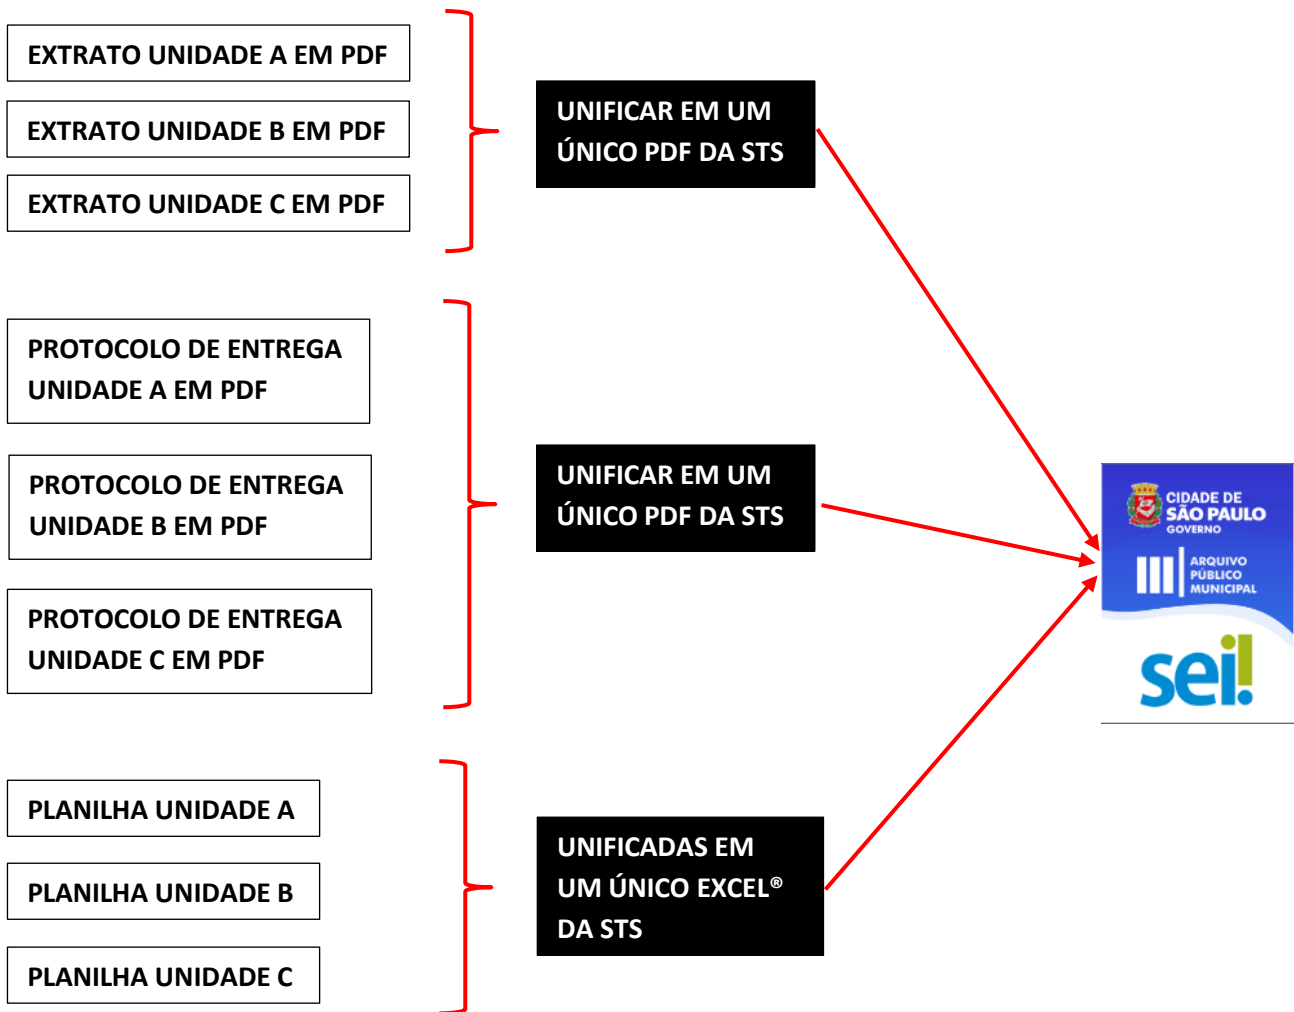 EXTRATO UNIDADE A EM PDF
EXTRATO UNIDADE B EM PDF
EXTRATO UNIDADE C EM PDF
UNIFICAR EM UM
ÚNICO PDF DA STS
PROTOCOLO DE ENTREGA
UNIDADE A EM PDF
PROTOCOLO DE ENTREGA
UNIDADE B EM PDF
PROTOCOLO DE ENTREGA
UNIDADE C EM PDF
UNIFICAR EM UM
ÚNICO PDF DA STS
PLANILHA UNIDADE A
PLANILHA UNIDADE B
PLANILHA UNIDADE C
UNIFICADAS EM
UM ÚNICO EXCEL®
DA STS
CIDADE DE
SÃO PAULO
GOVERNO
ARQUIVO
PÚBLICO
MUNICIPAL
sei!